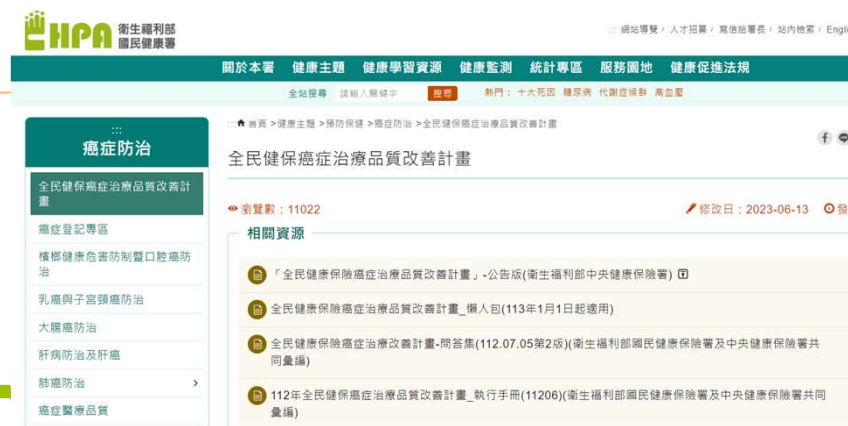 HPA 衛生福利部
國民健康署
::: 網站導覽 / 人才招募 / 寫信給署長 / 站內檢索 / Engli
關於本署 健康主題 健康學習資源 健康監測 統計專區 服務園地 健康促進法規
全站搜尋 請輸入關鍵字 搜尋 熱門： 十大死因 糖尿病 代謝症候群 高血壓
:::
癌症防治
全民健保癌症治療品質改善計
畫
癌症登記專區
檳榔健康危害防制暨口腔癌防
治
乳癌與子宮頸癌防治
大腸癌防治
肝病防治及肝癌
肺癌防治
癌症醫療品質
::: 首頁 >健康主題 >預防保健 >癌症防治 >全民健保癌症治療品質改善計畫
全民健保癌症治療品質改善計畫
瀏覽數：11022
修改日：2023-06-13 發
相關資源
「全民健康保險癌症治療品質改善計畫」-公告版(衛生福利部中央健康保險署)
全民健康保險癌症治療品質改善計畫_懶人包(113年1月1日起適用)
全民健康保險癌症治療改善計畫-問答集(112.07.05第2版)(衛生福利部國民健康保險署及中央健康保險署共
同彙編)
112年全民健保癌症治療品質改善計畫_執行手冊(11206)(衛生福利部國民健康保險署及中央健康保險署共同
彙編)